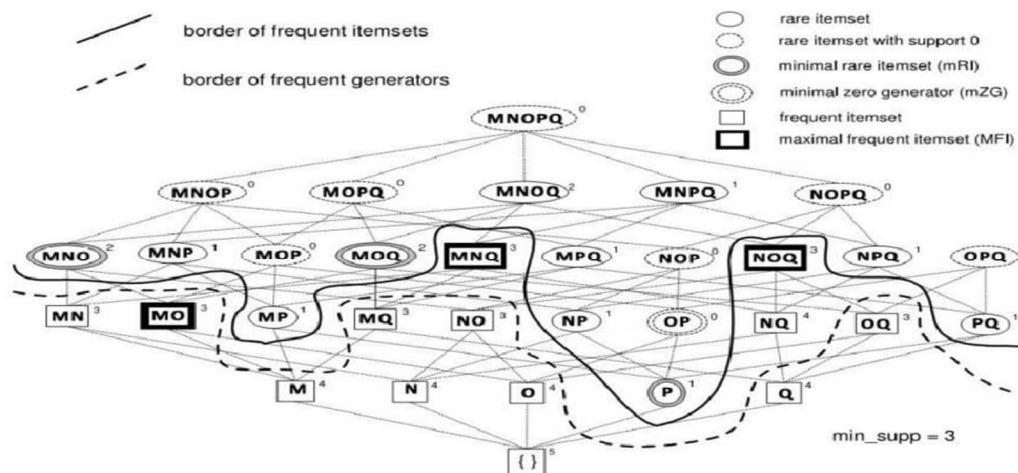 border of frequent itemsets
border of frequent generators
rare itemset
rare itemset with support 0
minimal rare itemset (mRI)
minimal zero generator (mZG)
frequent itemset
maximal frequent itemset (MFI)
MNOPQ 0
MNOP 0 MOPQ 0 MNOQ 2 MNPQ 1 NOPQ 0
MNO 2 MNP 1 MOP 0 MOQ 2 MNQ 3 MPQ 1 NOP 0 NOQ 3 NPQ 1 OPQ 0
MN 3 MO 3 MP 1 MQ 3 NO 3 NP 1 OP 0 NQ 4 OQ 3 PQ 1
M 4 N 4 O 4 P 1 Q 4
{ } 5
min_supp = 3